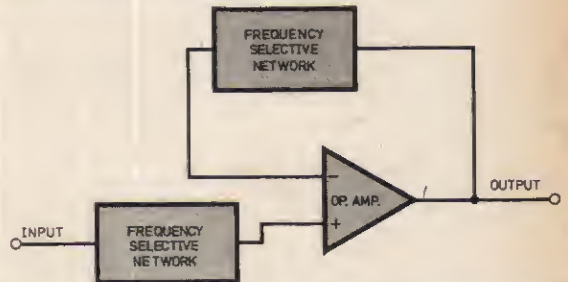 FREQUENCY
SELECTIVE
NETWORK
−
OP. AMP.
+
OUTPUT
INPUT
FREQUENCY
SELECTIVE
NETWORK